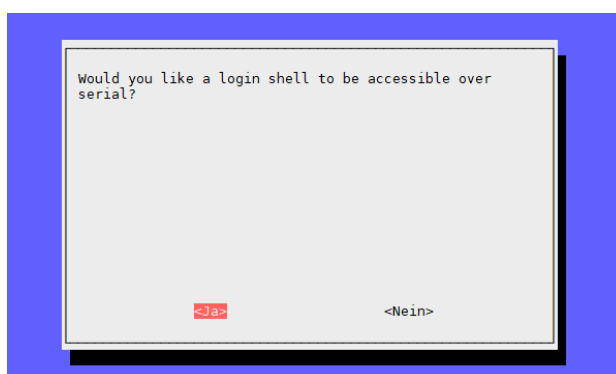 Would you like a login shell to be accessible over
serial?
<Ja> <Nein>